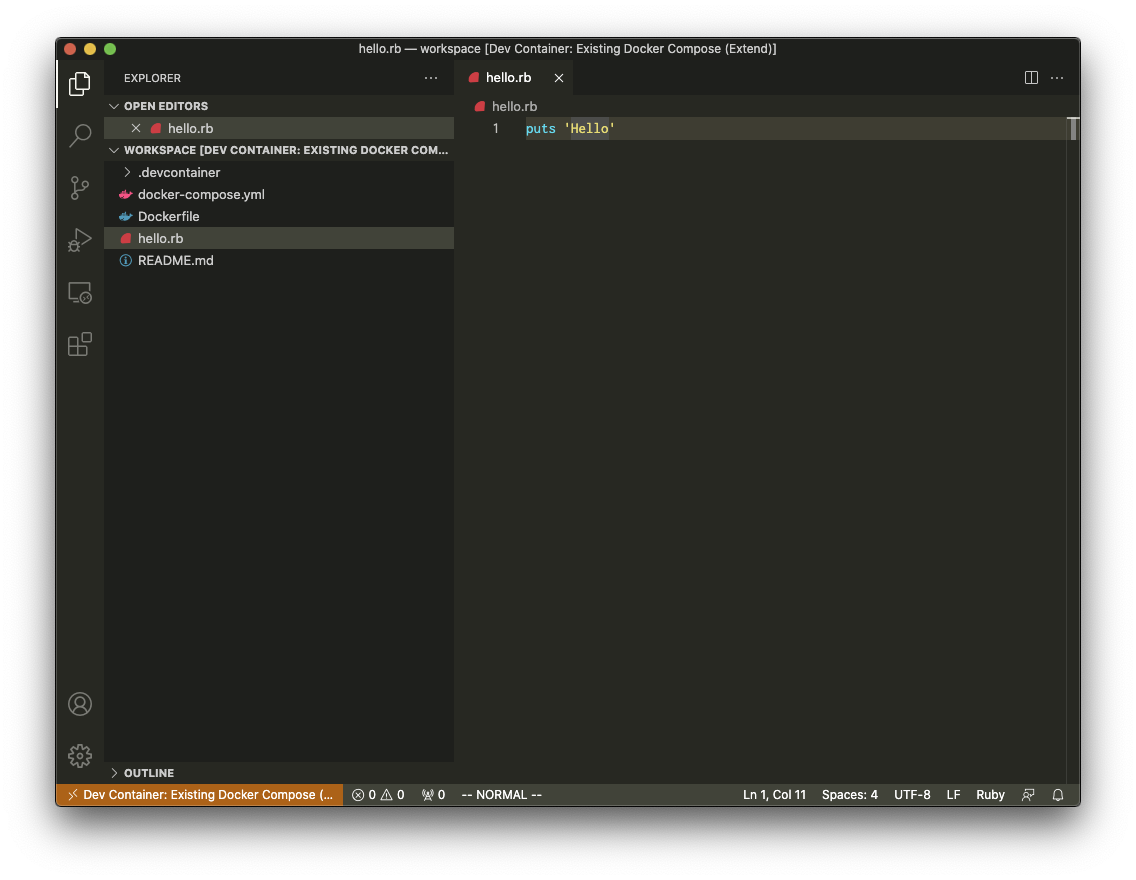 hello.rb — workspace [Dev Container: Existing Docker Compose (Extend)]
EXPLORER
OPEN EDITORS
hello.rb
WORKSPACE [DEV CONTAINER: EXISTING DOCKER COM...
.devcontainer
docker-compose.yml
Dockerfile
hello.rb
README.md
OUTLINE
hello.rb
hello.rb
1 puts 'Hello'
Dev Container: Existing Docker Compose (... 0 0 0 -- NORMAL -- Ln 1, Col 11 Spaces: 4 UTF-8 LF Ruby